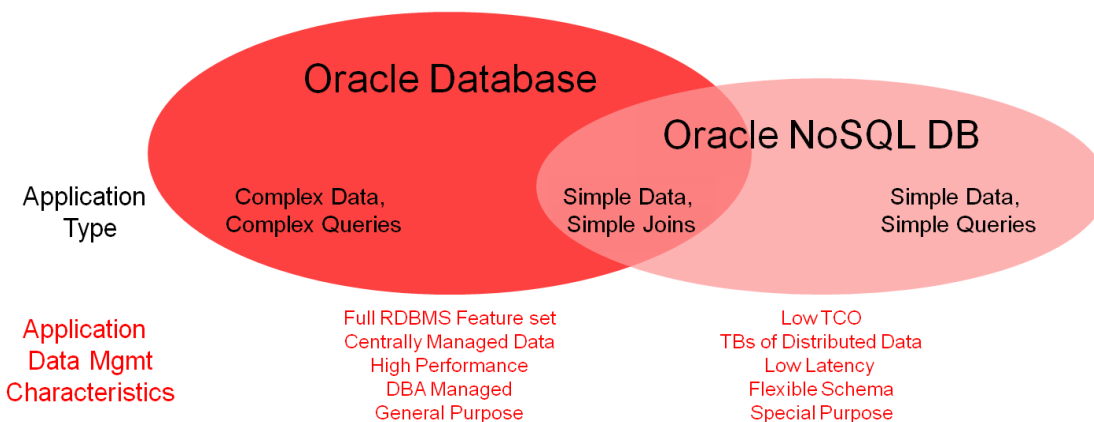 Oracle Database
Oracle NoSQL DB
Application
Type
Complex Data,
Complex Queries
Simple Data,
Simple Joins
Simple Data,
Simple Queries
Application
Data Mgmt
Characteristics
Full RDBMS Feature set
Centrally Managed Data
High Performance
DBA Managed
General Purpose
Low TCO
TBs of Distributed Data
Low Latency
Flexible Schema
Special Purpose